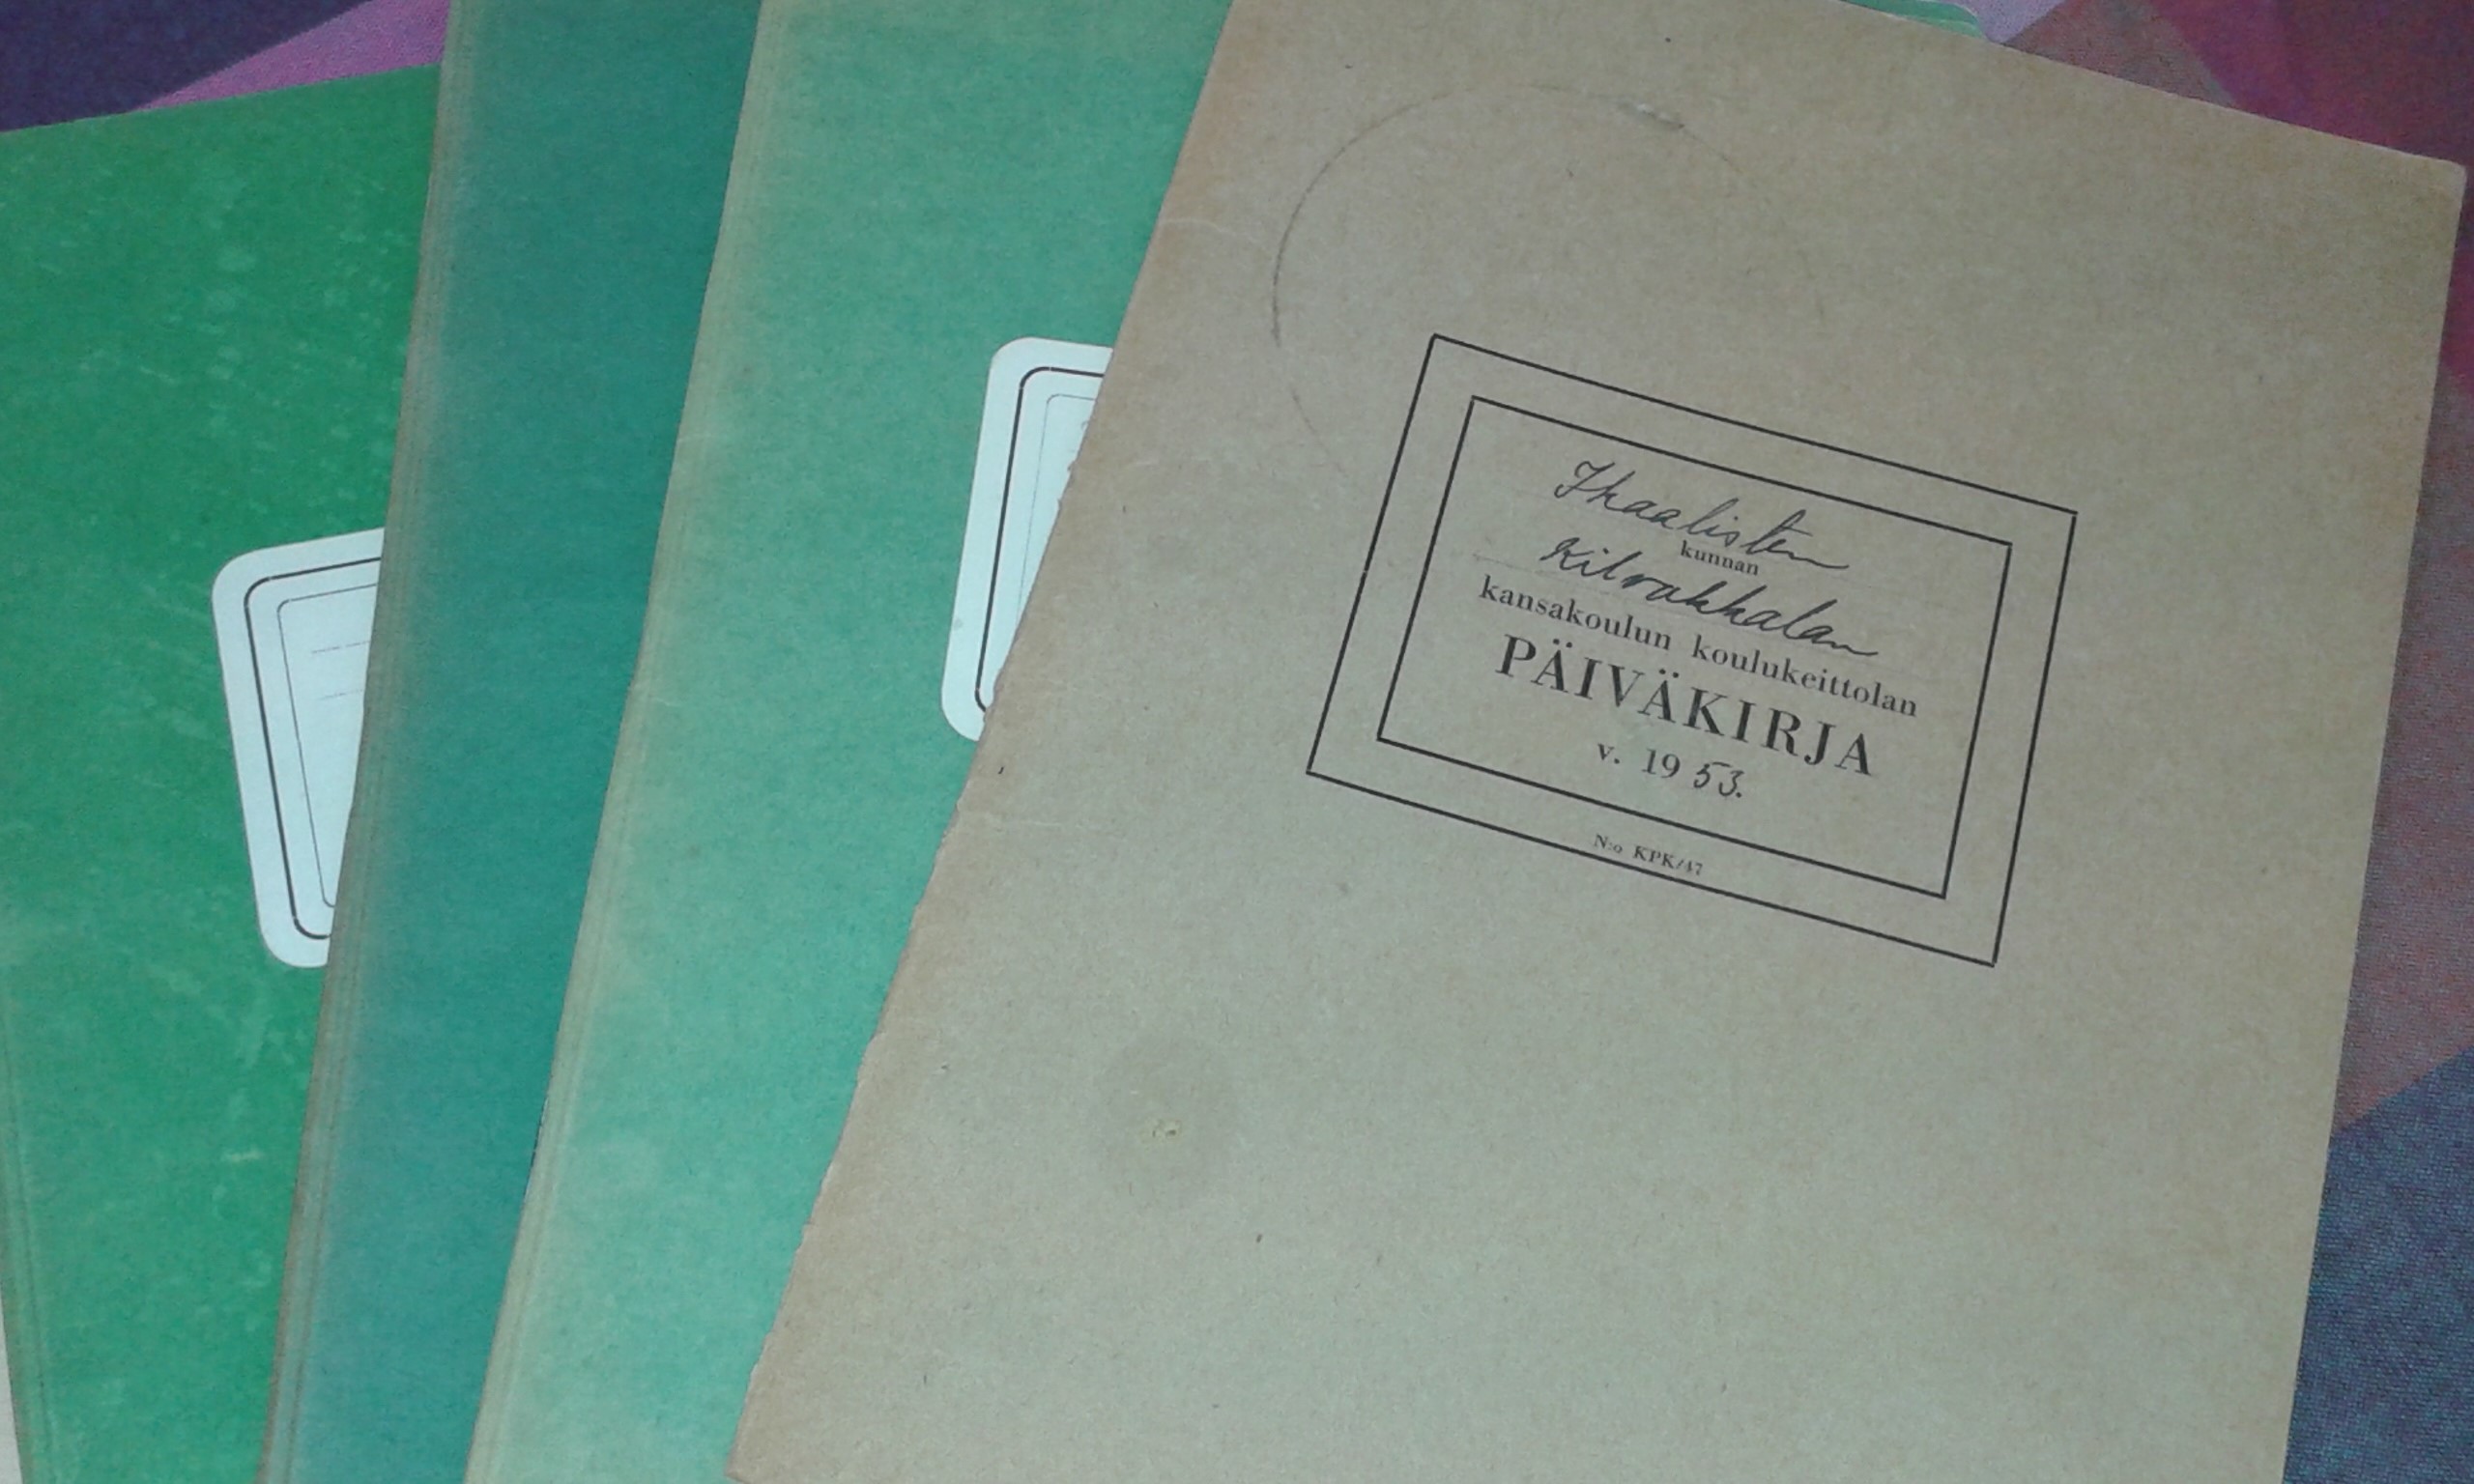 Ikaalisten
kunnan
Kilvakkalan
kansakoulun koulukeittolan
PÄIVÄKIRJA
v. 1953.
N:o KPK/47